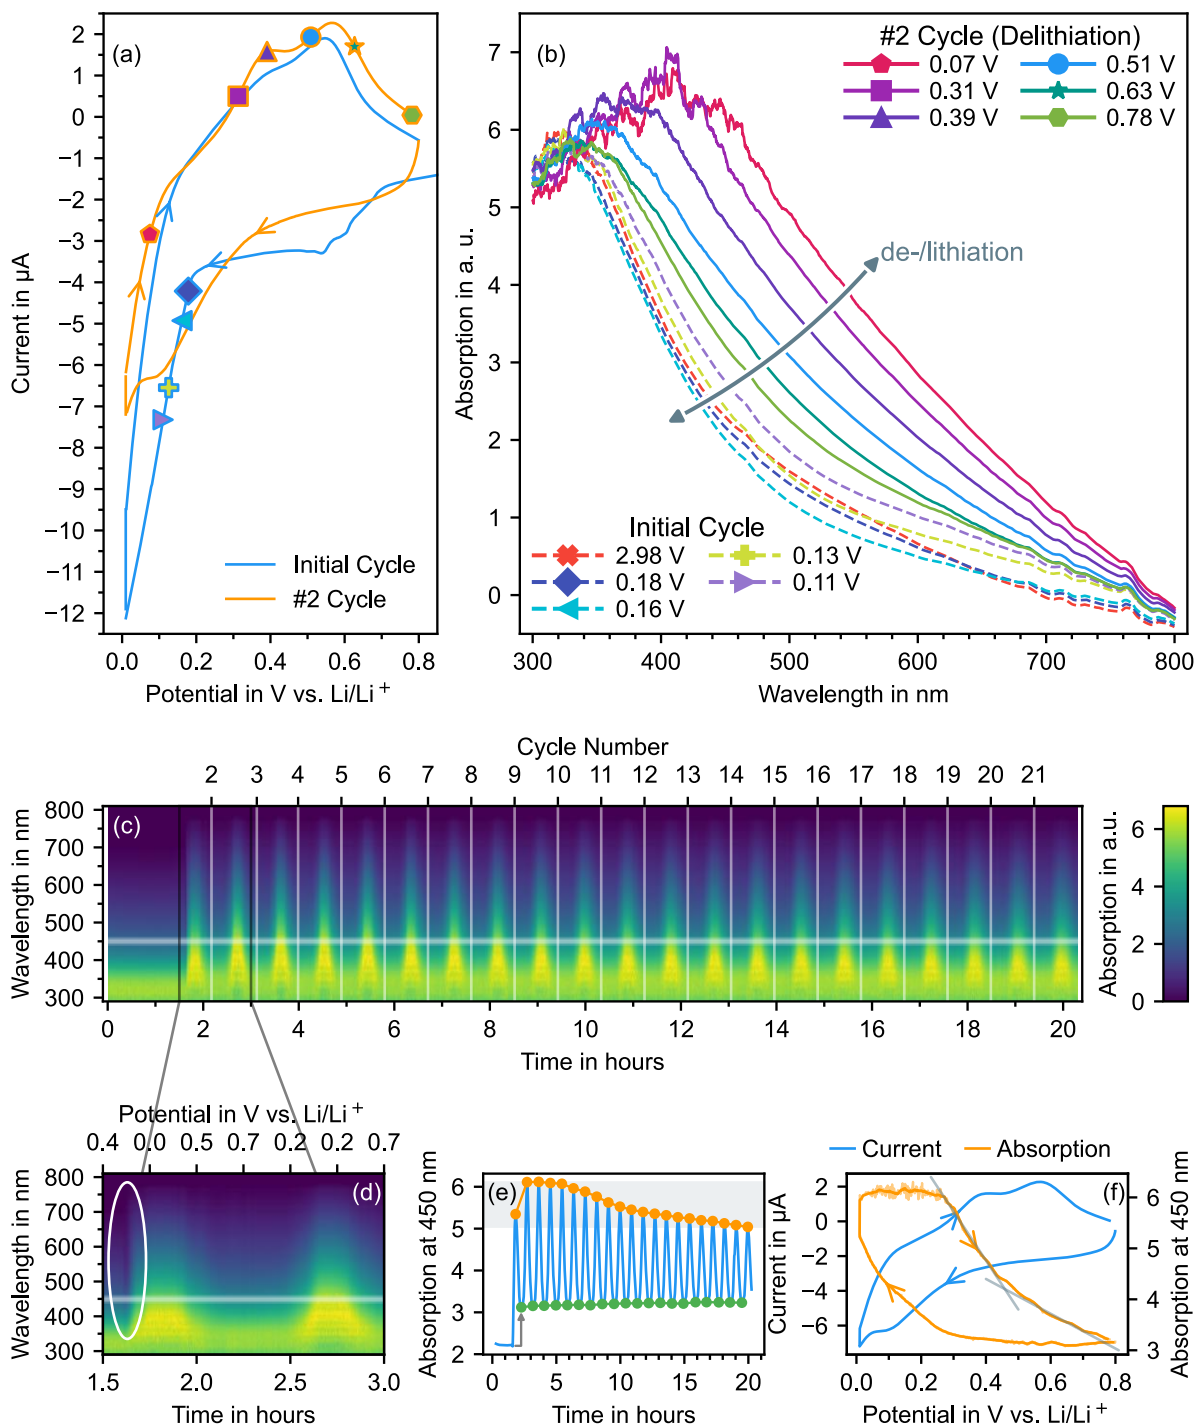 (a)
2
1
0
−1
−2
−3
−4
−5
−6
−7
−8
−9
−10
−11
−12
Current in µA
Initial Cycle
#2 Cycle
0.0 0.2 0.4 0.6 0.8
Potential in V vs. Li/Li+
(b)
#2 Cycle (Delithiation)
0.07 V 0.51 V
0.31 V 0.63 V
0.39 V 0.78 V
7
6
5
4
3
2
1
0
Absorption in a. u.
de-/lithiation
Initial Cycle
2.98 V 0.13 V
0.18 V 0.11 V
0.16 V
300 400 500 600 700 800
Wavelength in nm
Cycle Number
2 3 4 5 6 7 8 9 10 11 12 13 14 15 16 17 18 19 20 21
(c)
800
700
600
500
400
300
Wavelength in nm
0 2 4 6 8 10 12 14 16 18 20
Time in hours
Absorption in a.u.
6
4
2
0
Potential in V vs. Li/Li+
0.4 0.0 0.5 0.7 0.2 0.2 0.7
(d)
800
700
600
500
400
300
Wavelength in nm
1.5 2.0 2.5 3.0
Time in hours
(e)
6
5
4
3
2
Absorption at 450 nm
0 5 10 15 20
Time in hours
Current Absorption
(f)
2
0
−2
−4
−6
Current in µA
6
5
4
3
Absorption at 450 nm
0.0 0.2 0.4 0.6 0.8
Potential in V vs. Li/Li+